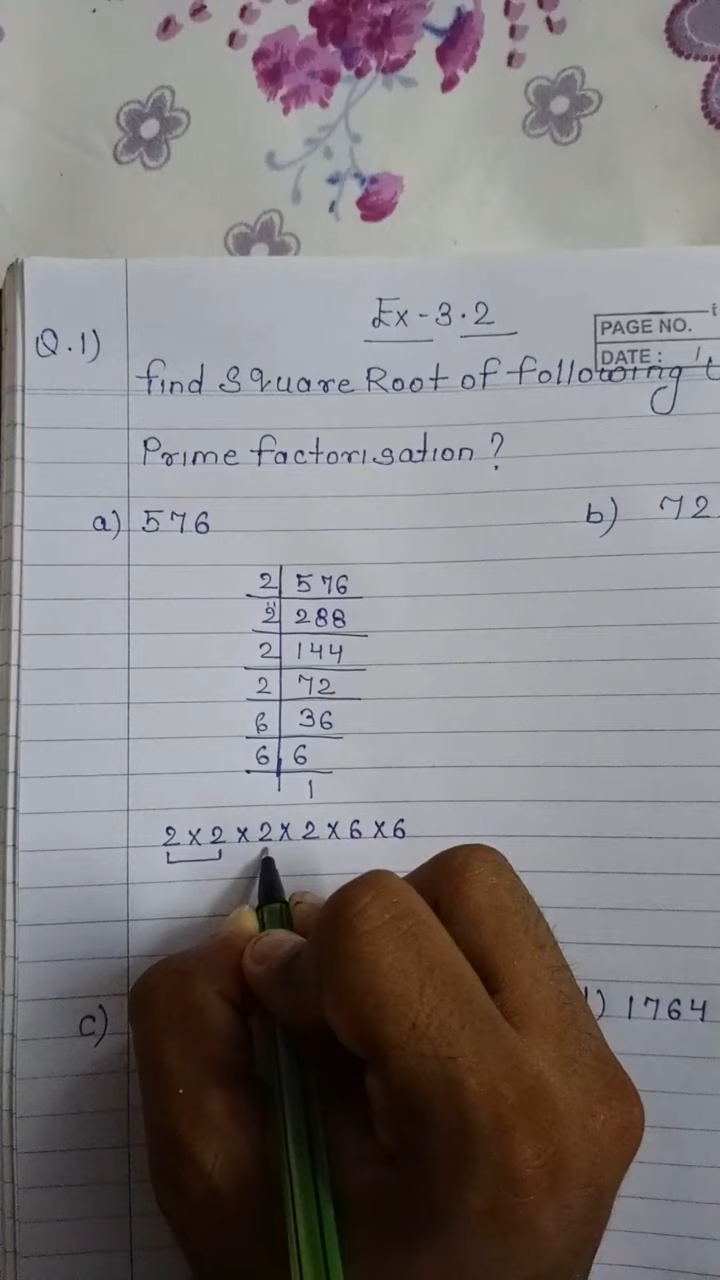 Ex-3.2
PAGE NO.
DATE:
Q.1)
find Square Root of following
Prime factorisation?
a) 576
b) 72
2 576
2 288
2 144
2 72
6 36
6 6
1
2×2×2×2×6×6
c)
) 1764